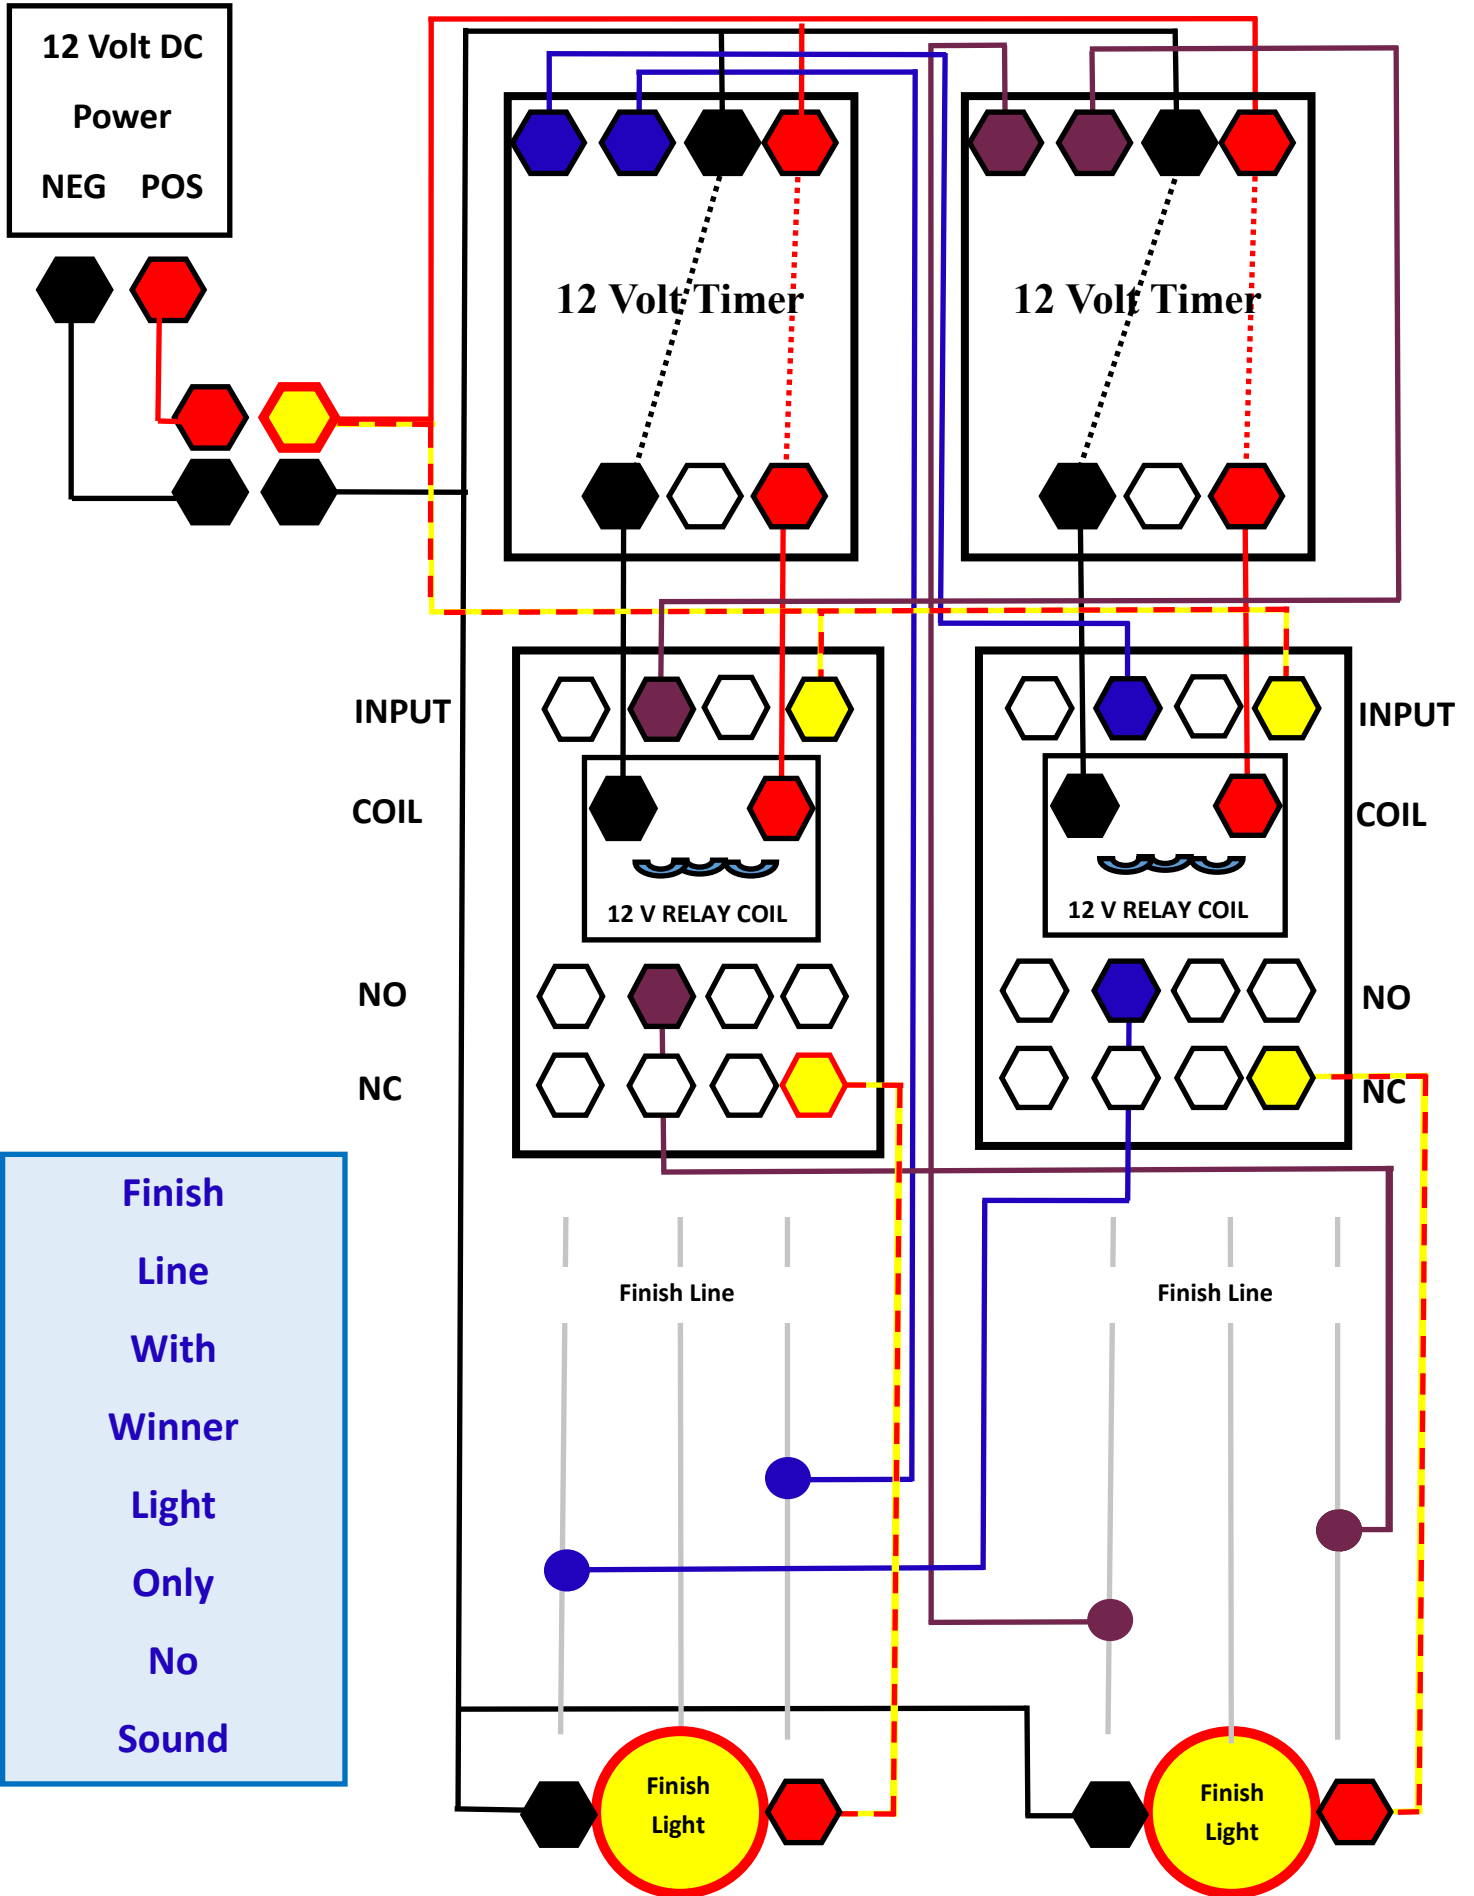 12 Volt DC
Power
NEG POS
12 Volt Timer
12 Volt Timer
INPUT
INPUT
COIL
COIL
12 V RELAY COIL
12 V RELAY COIL
NO
NO
NC
NC
Finish
Line
With
Winner
Light
Only
No
Sound
Finish Line
Finish Line
Finish
Light
Finish
Light